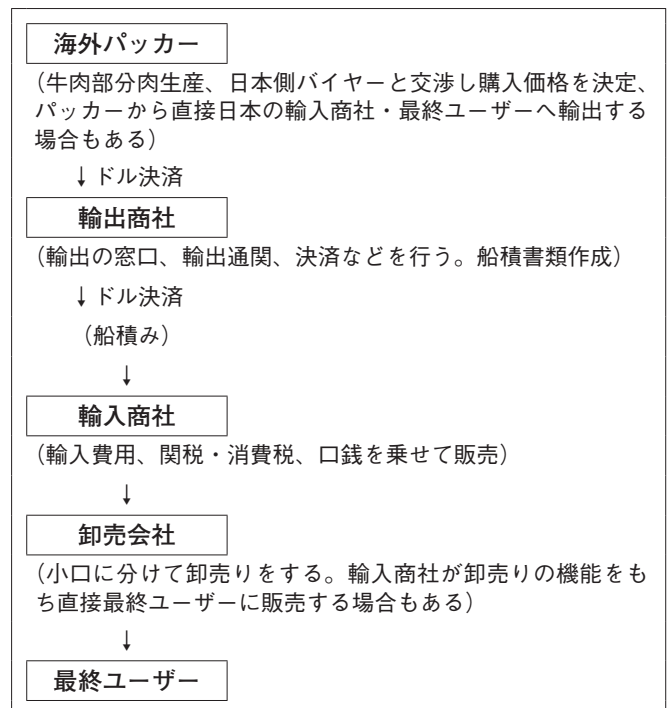 海外パッカー
（牛肉部分肉生産、日本側バイヤーと交渉し購入価格を決定、
パッカーから直接日本の輸入商社・最終ユーザーへ輸出する
場合もある）
↓ドル決済
輸出商社
（輸出の窓口、輸出通関、決済などを行う。船積書類作成）
↓ドル決済
（船積み）
↓
輸入商社
（輸入費用、関税・消費税、口銭を乗せて販売）
↓
卸売会社
（小口に分けて卸売りをする。輸入商社が卸売りの機能をも
ち直接最終ユーザーに販売する場合もある）
↓
最終ユーザー